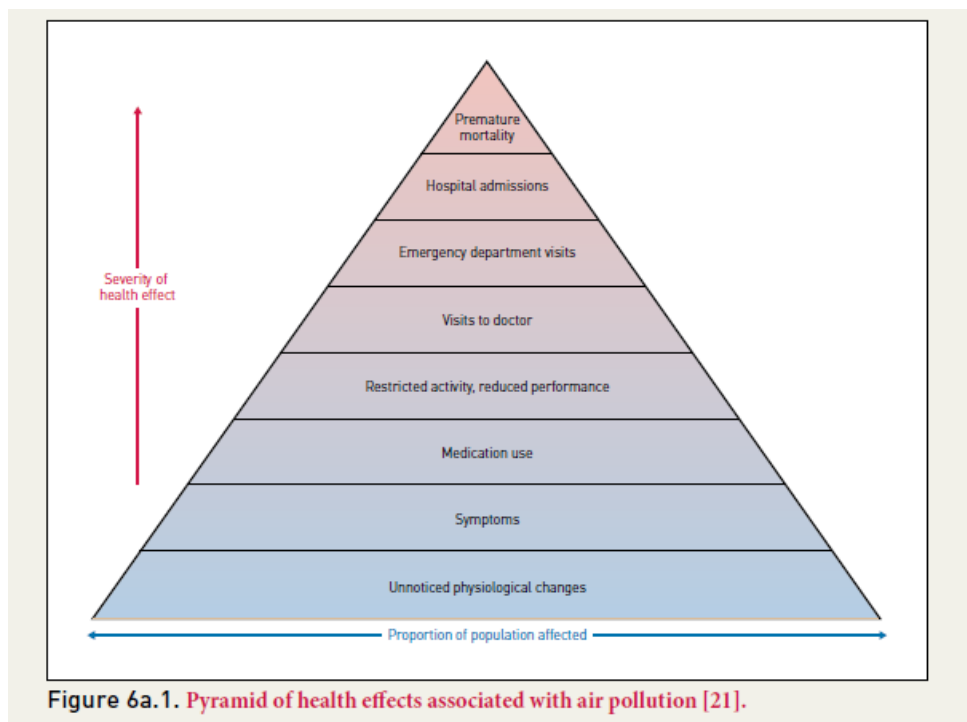 Premature
mortality
Hospital admissions
Emergency department visits
Severity of
health effect
Visits to doctor
Restricted activity, reduced performance
Medication use
Symptoms
Unnoticed physiological changes
Proportion of population affected
Figure 6a.1. Pyramid of health effects associated with air pollution [21].